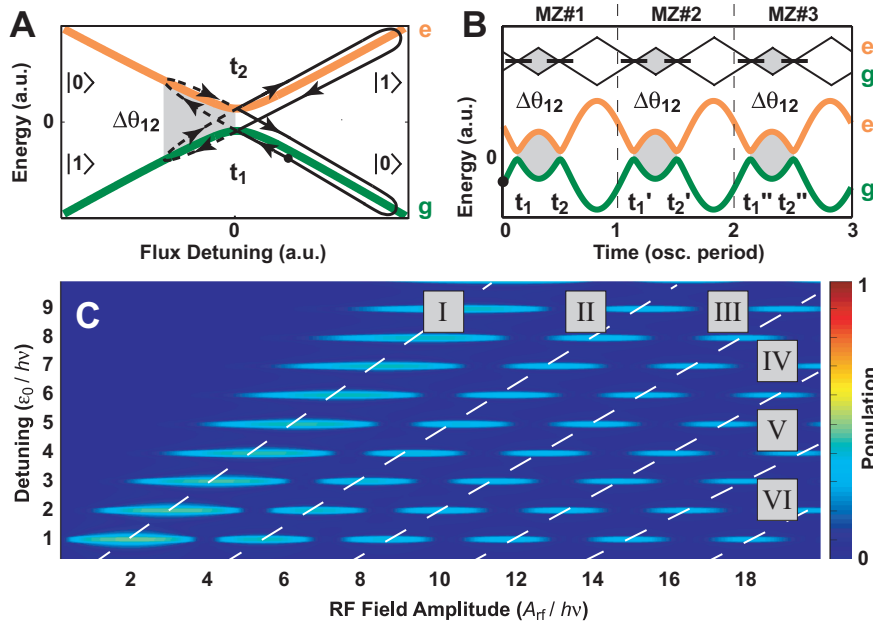 A
e
|0⟩
t₂
|1⟩
Energy (a.u.)
0
Δθ₁₂
|1⟩
t₁
|0⟩
g
0
Flux Detuning (a.u.)
B
MZ#1 MZ#2 MZ#3
e
g
Δθ₁₂ Δθ₁₂ Δθ₁₂
e
Energy (a.u.)
0
t₁ t₂ t₁' t₂' t₁'' t₂''
g
0 1 2 3
Time (osc. period)
C
I II III
IV
V
VI
9
8
7
6
5
4
3
2
1
Detuning (ε₀ / hν)
2 4 6 8 10 12 14 16 18
RF Field Amplitude (A_rf / hν)
1
Population
0